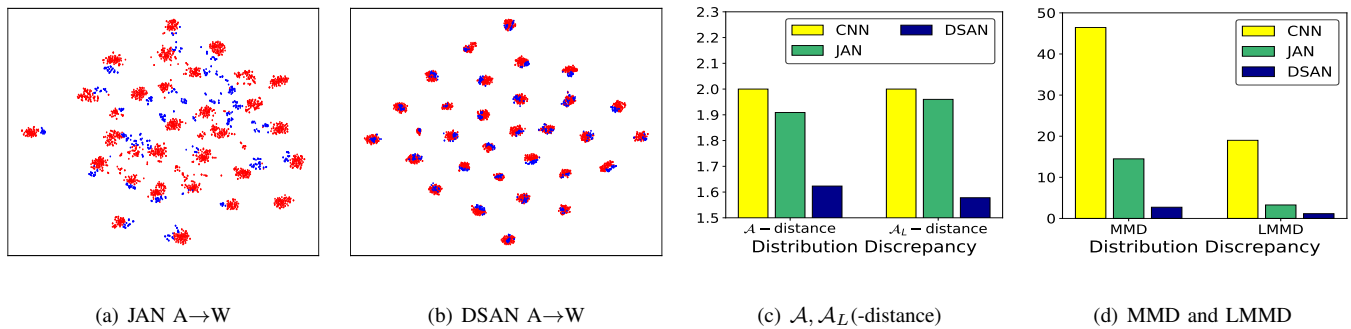 2.3
2.2
2.1
2.0
1.9
1.8
1.7
1.6
1.5
CNN
JAN
DSAN
𝒜 − distance
𝒜_L − distance
Distribution Discrepancy
50
40
30
20
10
0
CNN
JAN
DSAN
MMD
LMMD
Distribution Discrepancy
(a) JAN A→W
(b) DSAN A→W
(c) 𝒜, 𝒜_L(-distance)
(d) MMD and LMMD